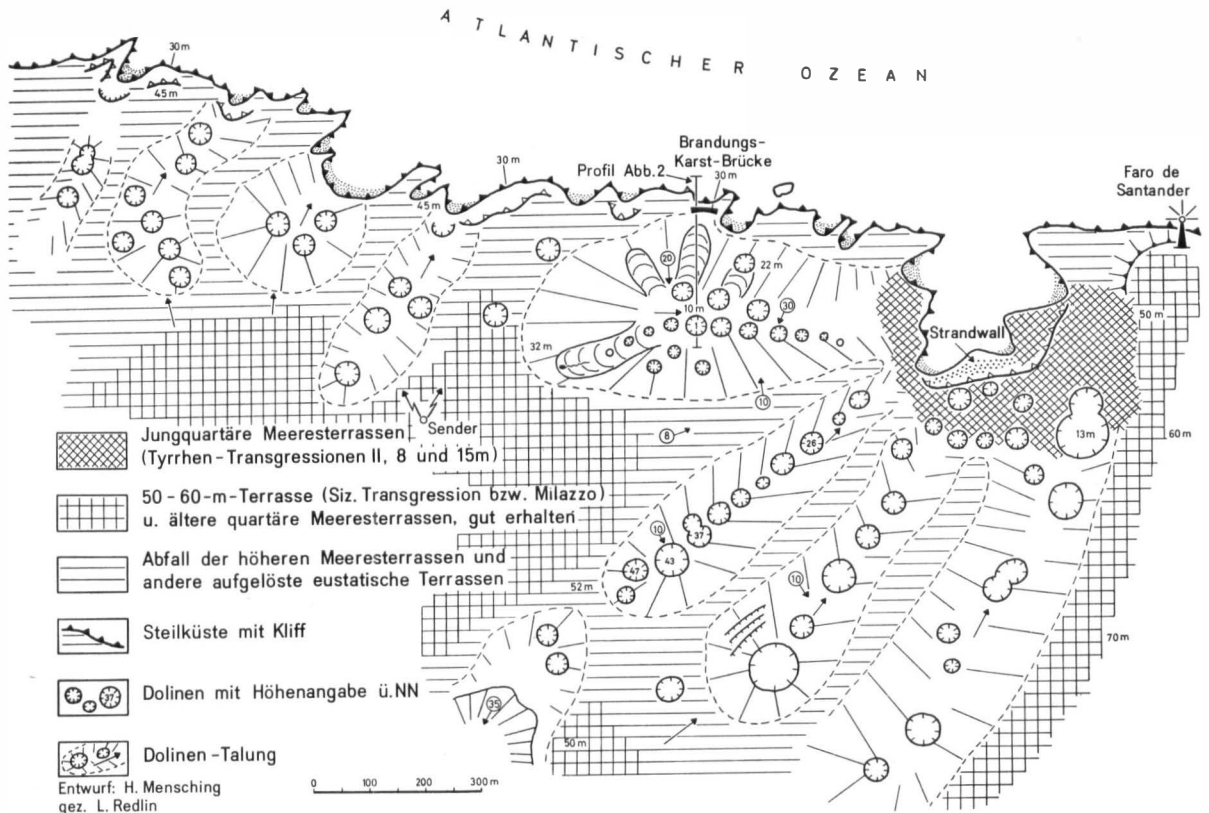 ATLANTISCHER OZEAN
30 m
45 m
30 m
45 m
Profil Abb.2
Brandungs-
Karst-Brücke
30 m
Faro de
Santander
20
22 m
10 m
30
1
32 m
10
8
26
Strandwall
50 m
13 m
60 m
Sender
10
37
47
43
52 m
10
70 m
35
50 m
Jungquartäre Meeresterrassen
(Tyrrhen-Transgressionen II, 8 und 15m)
50 - 60-m-Terrasse (Siz. Transgression bzw. Milazzo)
u. ältere quartäre Meeresterrassen, gut erhalten
Abfall der höheren Meeresterrassen und
andere aufgelöste eustatische Terrassen
Steilküste mit Kliff
37
Dolinen mit Höhenangabe ü.NN
Dolinen-Talung
Entwurf: H. Mensching
gez. L. Redlin
0 100 200 300 m